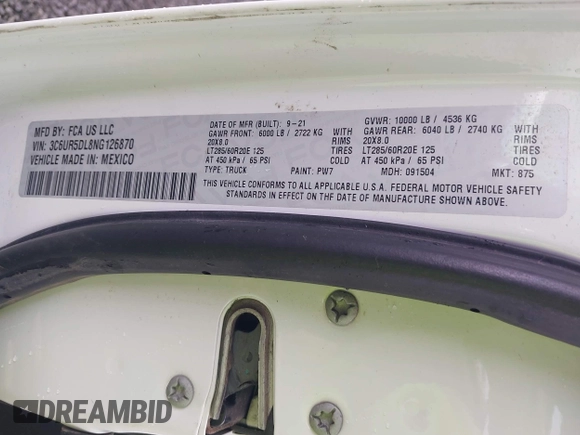 MFD BY: FCA US LLC
VIN: 3C6UR5DL8NG126870
VEHICLE MADE IN: MEXICO
DATE OF MFR (BUILT): 9-21
GVWR: 10000 LB / 4536 KG
GAWR FRONT: 6000 LB / 2722 KG WITH
GAWR REAR: 6040 LB / 2740 KG WITH
20X8.0 RIMS
20X8.0 RIMS
LT285/60R20E 125 TIRES
LT285/60R20E 125 TIRES
AT 450 kPa / 65 PSI COLD
AT 450 kPa / 65 PSI COLD
TYPE: TRUCK PAINT: PW7 MDH: 091504 MKT: 875
THIS VEHICLE CONFORMS TO ALL APPLICABLE U.S.A. FEDERAL MOTOR VEHICLE SAFETY
STANDARDS IN EFFECT ON THE DATE OF MANUFACTURE SHOWN ABOVE.
DREAMBID